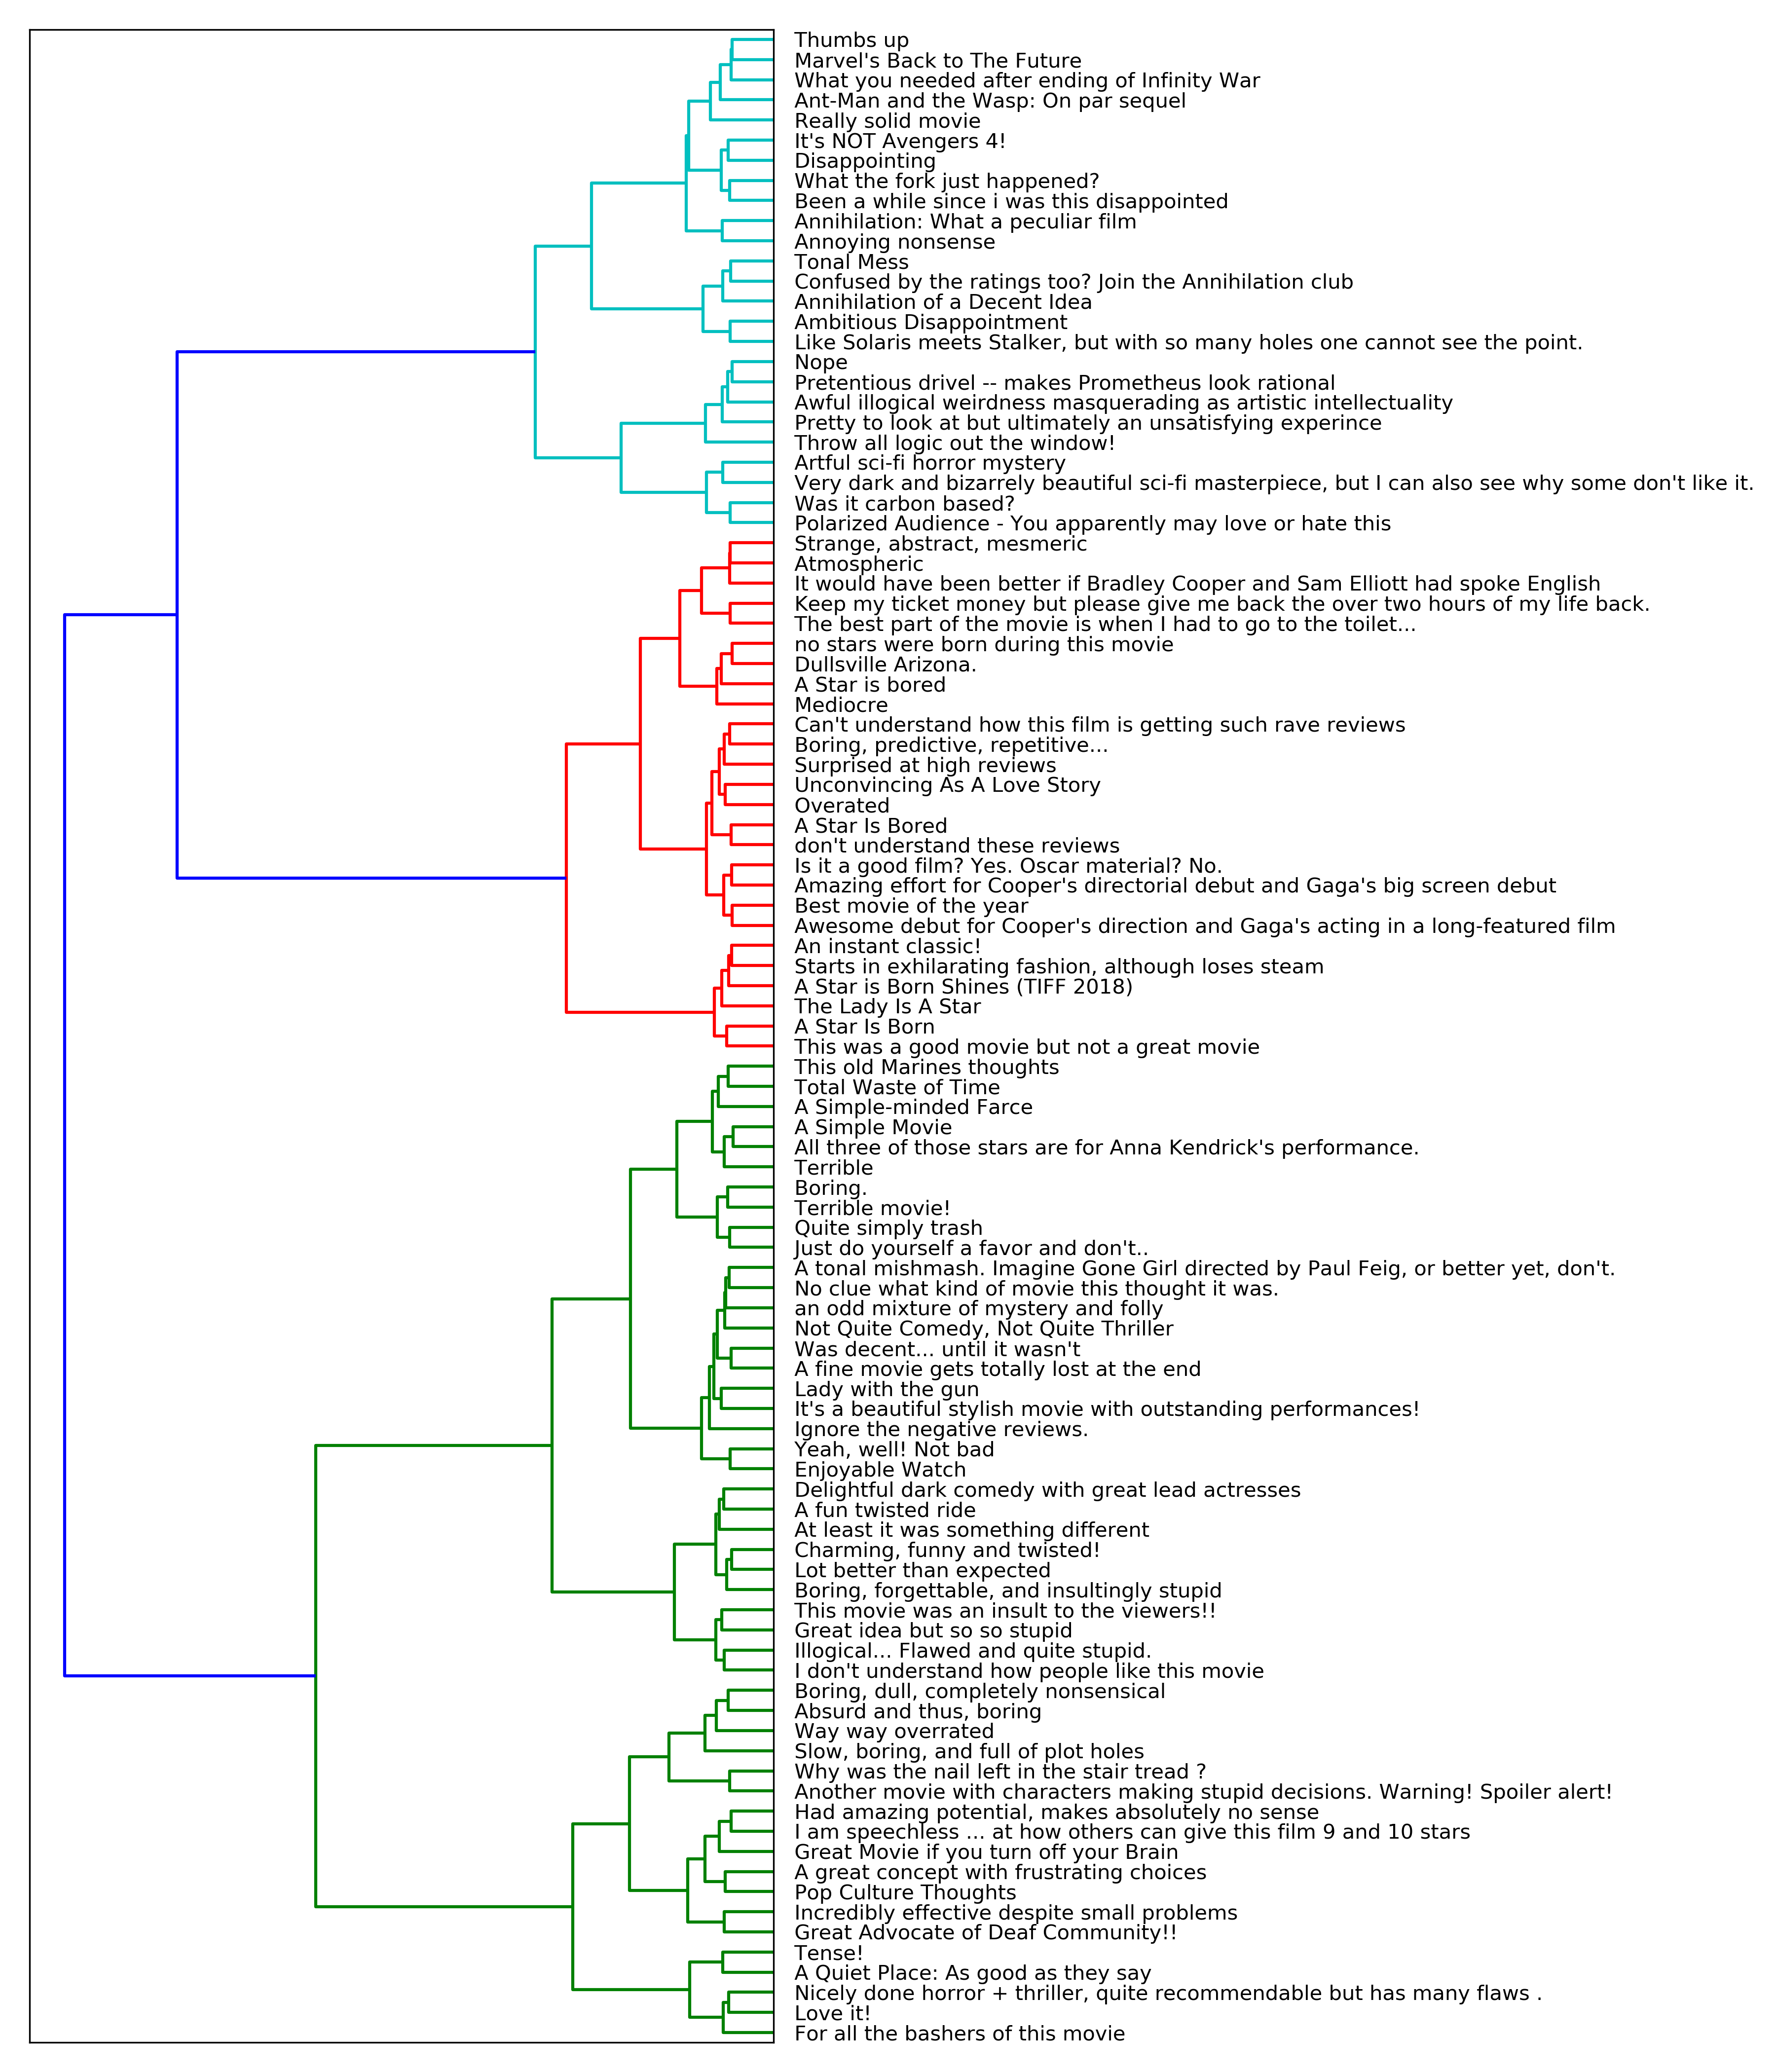 Thumbs up
Marvel's Back to The Future
What you needed after ending of Infinity War
Ant-Man and the Wasp: On par sequel
Really solid movie
It's NOT Avengers 4!
Disappointing
What the fork just happened?
Been a while since i was this disappointed
Annihilation: What a peculiar film
Annoying nonsense
Tonal Mess
Confused by the ratings too? Join the Annihilation club
Annihilation of a Decent Idea
Ambitious Disappointment
Like Solaris meets Stalker, but with so many holes one cannot see the point.
Nope
Pretentious drivel -- makes Prometheus look rational
Awful illogical weirdness masquerading as artistic intellectuality
Pretty to look at but ultimately an unsatisfying experince
Throw all logic out the window!
Artful sci-fi horror mystery
Very dark and bizarrely beautiful sci-fi masterpiece, but I can also see why some don't like it.
Was it carbon based?
Polarized Audience - You apparently may love or hate this
Strange, abstract, mesmeric
Atmospheric
It would have been better if Bradley Cooper and Sam Elliott had spoke English
Keep my ticket money but please give me back the over two hours of my life back.
The best part of the movie is when I had to go to the toilet...
no stars were born during this movie
Dullsville Arizona.
A Star is bored
Mediocre
Can't understand how this film is getting such rave reviews
Boring, predictive, repetitive...
Surprised at high reviews
Unconvincing As A Love Story
Overated
A Star Is Bored
don't understand these reviews
Is it a good film? Yes. Oscar material? No.
Amazing effort for Cooper's directorial debut and Gaga's big screen debut
Best movie of the year
Awesome debut for Cooper's direction and Gaga's acting in a long-featured film
An instant classic!
Starts in exhilarating fashion, although loses steam
A Star is Born Shines (TIFF 2018)
The Lady Is A Star
A Star Is Born
This was a good movie but not a great movie
This old Marines thoughts
Total Waste of Time
A Simple-minded Farce
A Simple Movie
All three of those stars are for Anna Kendrick's performance.
Terrible
Boring.
Terrible movie!
Quite simply trash
Just do yourself a favor and don't..
A tonal mishmash. Imagine Gone Girl directed by Paul Feig, or better yet, don't.
No clue what kind of movie this thought it was.
an odd mixture of mystery and folly
Not Quite Comedy, Not Quite Thriller
Was decent... until it wasn't
A fine movie gets totally lost at the end
Lady with the gun
It's a beautiful stylish movie with outstanding performances!
Ignore the negative reviews.
Yeah, well! Not bad
Enjoyable Watch
Delightful dark comedy with great lead actresses
A fun twisted ride
At least it was something different
Charming, funny and twisted!
Lot better than expected
Boring, forgettable, and insultingly stupid
This movie was an insult to the viewers!!
Great idea but so so stupid
Illogical... Flawed and quite stupid.
I don't understand how people like this movie
Boring, dull, completely nonsensical
Absurd and thus, boring
Way way overrated
Slow, boring, and full of plot holes
Why was the nail left in the stair tread ?
Another movie with characters making stupid decisions. Warning! Spoiler alert!
Had amazing potential, makes absolutely no sense
I am speechless ... at how others can give this film 9 and 10 stars
Great Movie if you turn off your Brain
A great concept with frustrating choices
Pop Culture Thoughts
Incredibly effective despite small problems
Great Advocate of Deaf Community!!
Tense!
A Quiet Place: As good as they say
Nicely done horror + thriller, quite recommendable but has many flaws .
Love it!
For all the bashers of this movie